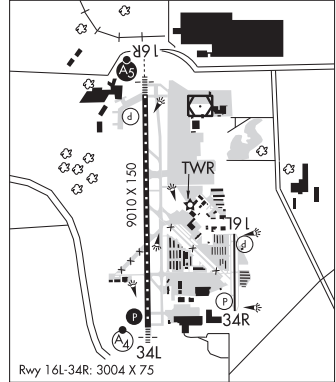 16R
A5
P
TWR
9010 X 150
16L
P
P
P
34R
A4
34L
Rwy 16L-34R: 3004 X 75